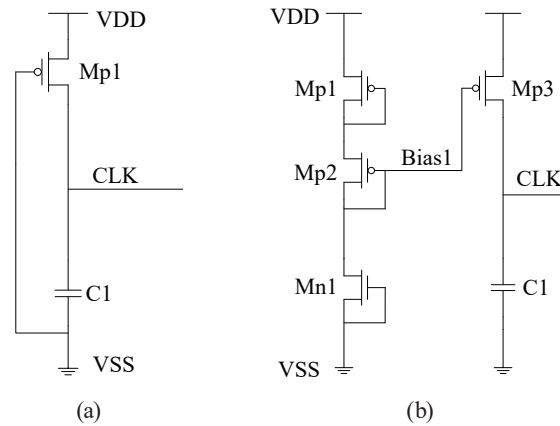 VDD
Mp1
CLK
C1
VSS
(a)
VDD
Mp1
Mp3
Mp2
Bias1
CLK
Mn1
C1
VSS
(b)